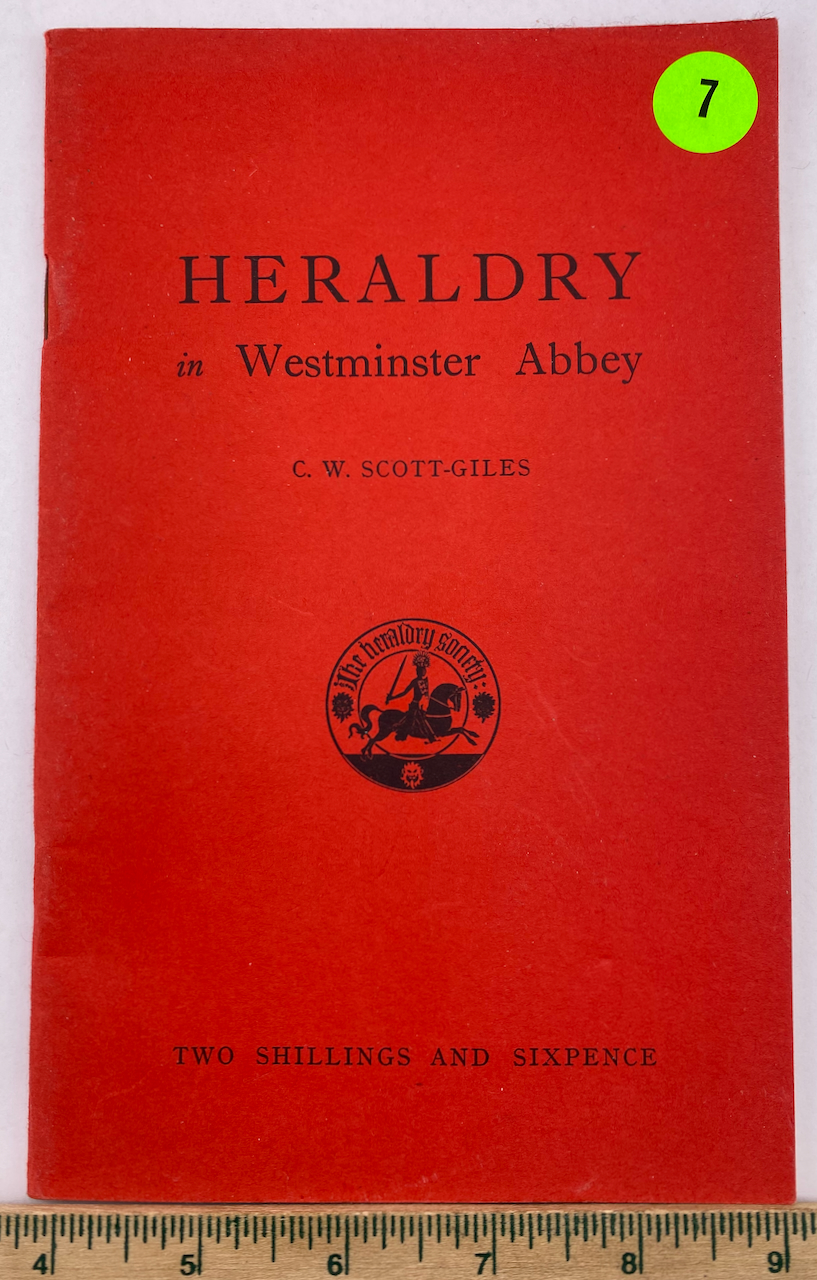 7
HERALDRY
in Westminster Abbey
C. W. SCOTT-GILES
The heraldry society:
TWO SHILLINGS AND SIXPENCE
4 5 6 7 8 9